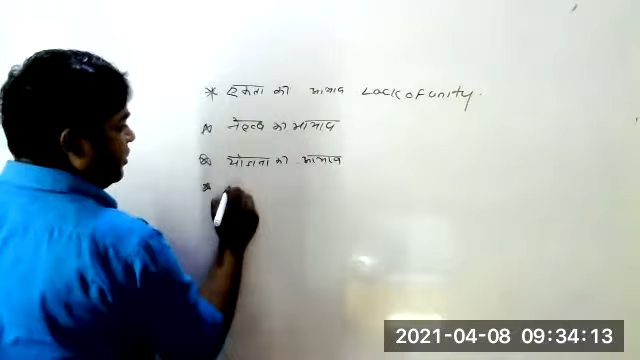 * एकता की अभाव Lack of unity.
* नेतृत्व की अभाव
* योजना की अभाव
*
2021-04-08 09:34:13